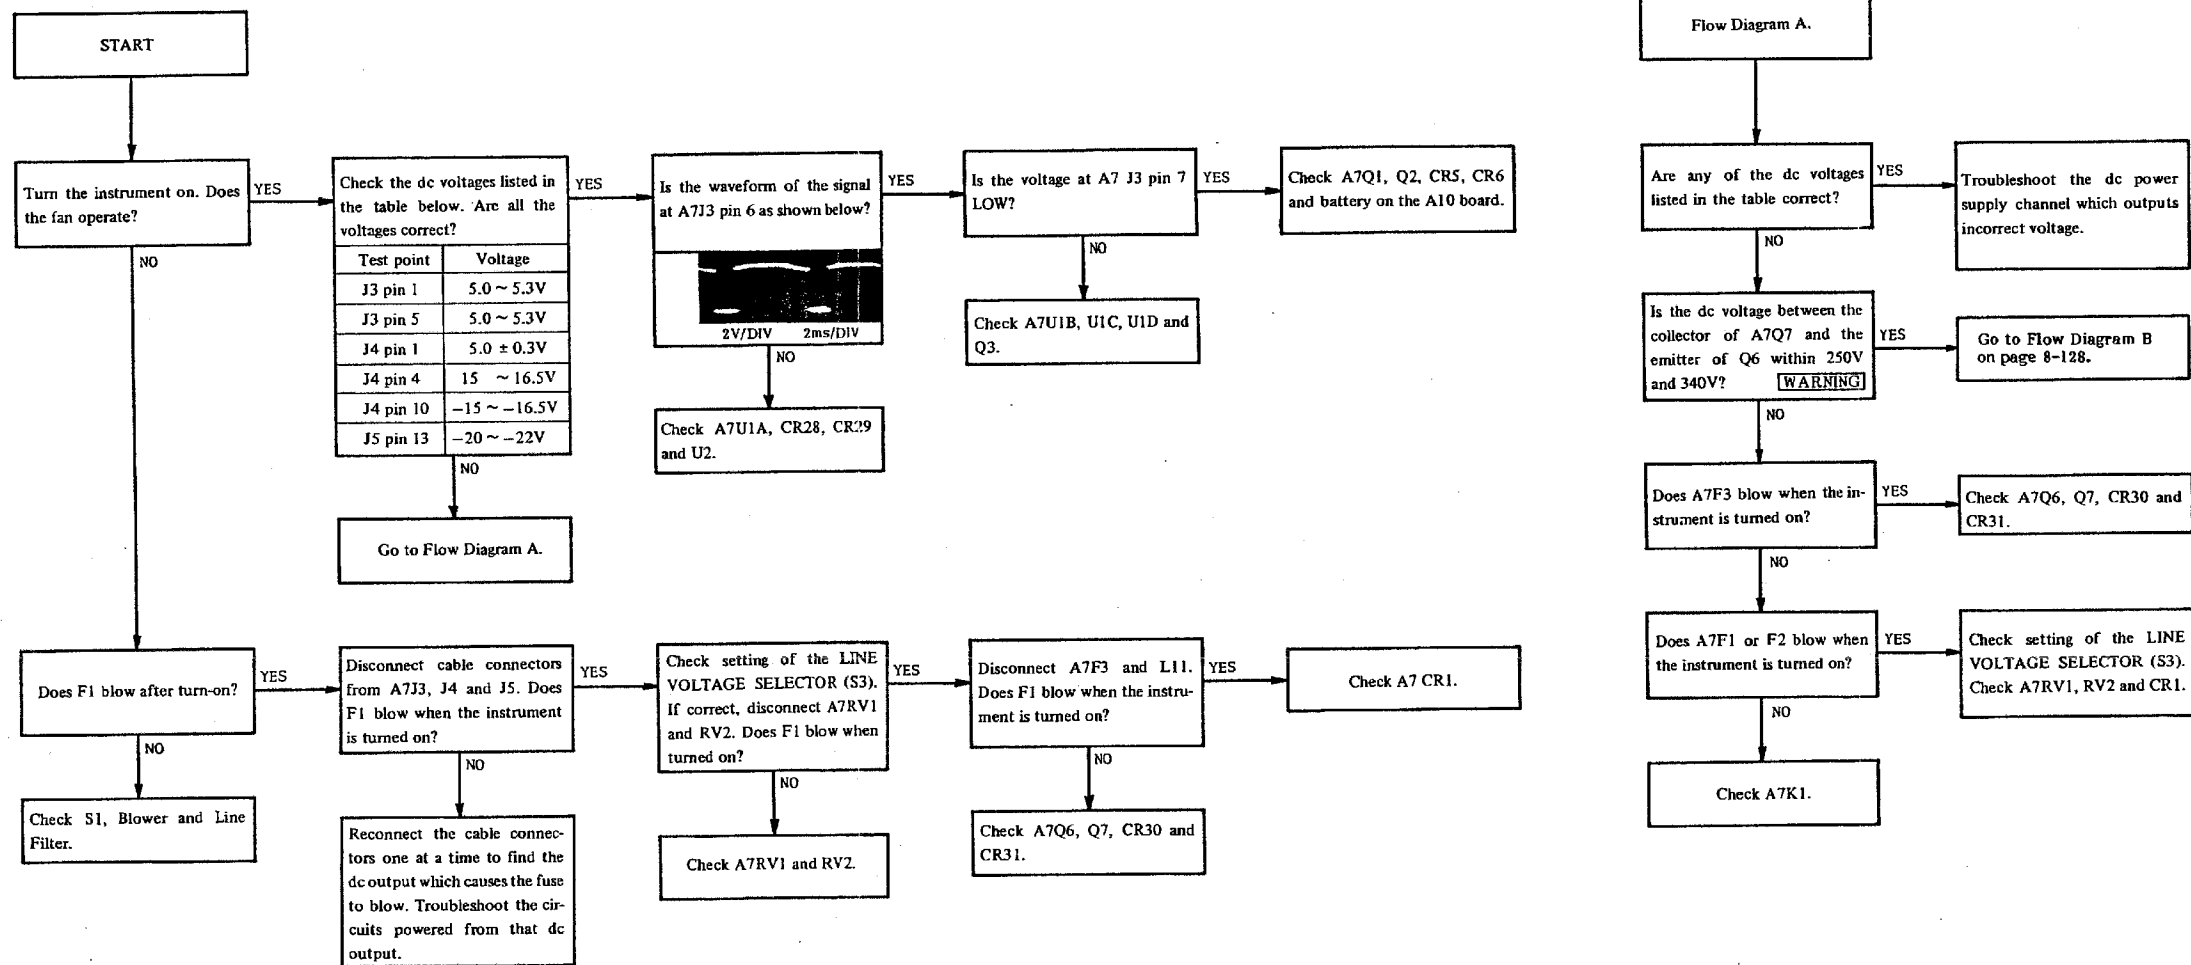 START
Turn the instrument on. Does
the fan operate?
YES
NO
Check the dc voltages listed in
the table below. Are all the
voltages correct?
Test point Voltage
J3 pin 1 5.0 ~ 5.3V
J3 pin 5 5.0 ~ 5.3V
J4 pin 1 5.0 ± 0.3V
J4 pin 4 15 ~ 16.5V
J4 pin 10 −15 ~ −16.5V
J5 pin 13 −20 ~ −22V
YES
NO
Go to Flow Diagram A.
Is the waveform of the signal
at A7J3 pin 6 as shown below?
2V/DIV 2ms/DIV
YES
NO
Check A7U1A, CR28, CR29
and U2.
Is the voltage at A7 J3 pin 7
LOW?
YES
NO
Check A7U1B, U1C, U1D and
Q3.
Check A7Q1, Q2, CR5, CR6
and battery on the A10 board.
Does F1 blow after turn-on?
YES
NO
Check S1, Blower and Line
Filter.
Disconnect cable connectors
from A7J3, J4 and J5. Does
F1 blow when the instrument
is turned on?
YES
NO
Reconnect the cable connec-
tors one at a time to find the
dc output which causes the fuse
to blow. Troubleshoot the cir-
cuits powered from that dc
output.
Check setting of the LINE
VOLTAGE SELECTOR (S3).
If correct, disconnect A7RV1
and RV2. Does F1 blow when
turned on?
YES
NO
Check A7RV1 and RV2.
Disconnect A7F3 and L11.
Does F1 blow when the instru-
ment is turned on?
YES
NO
Check A7Q6, Q7, CR30 and
CR31.
Check A7 CR1.
Flow Diagram A.
Are any of the dc voltages
listed in the table correct?
YES
NO
Troubleshoot the dc power
supply channel which outputs
incorrect voltage.
Is the dc voltage between the
collector of A7Q7 and the
emitter of Q6 within 250V
and 340V? WARNING
YES
NO
Go to Flow Diagram B
on page 8-128.
Does A7F3 blow when the in-
strument is turned on?
YES
NO
Check A7Q6, Q7, CR30 and
CR31.
Does A7F1 or F2 blow when
the instrument is turned on?
YES
NO
Check setting of the LINE
VOLTAGE SELECTOR (S3).
Check A7RV1, RV2 and CR1.
Check A7K1.